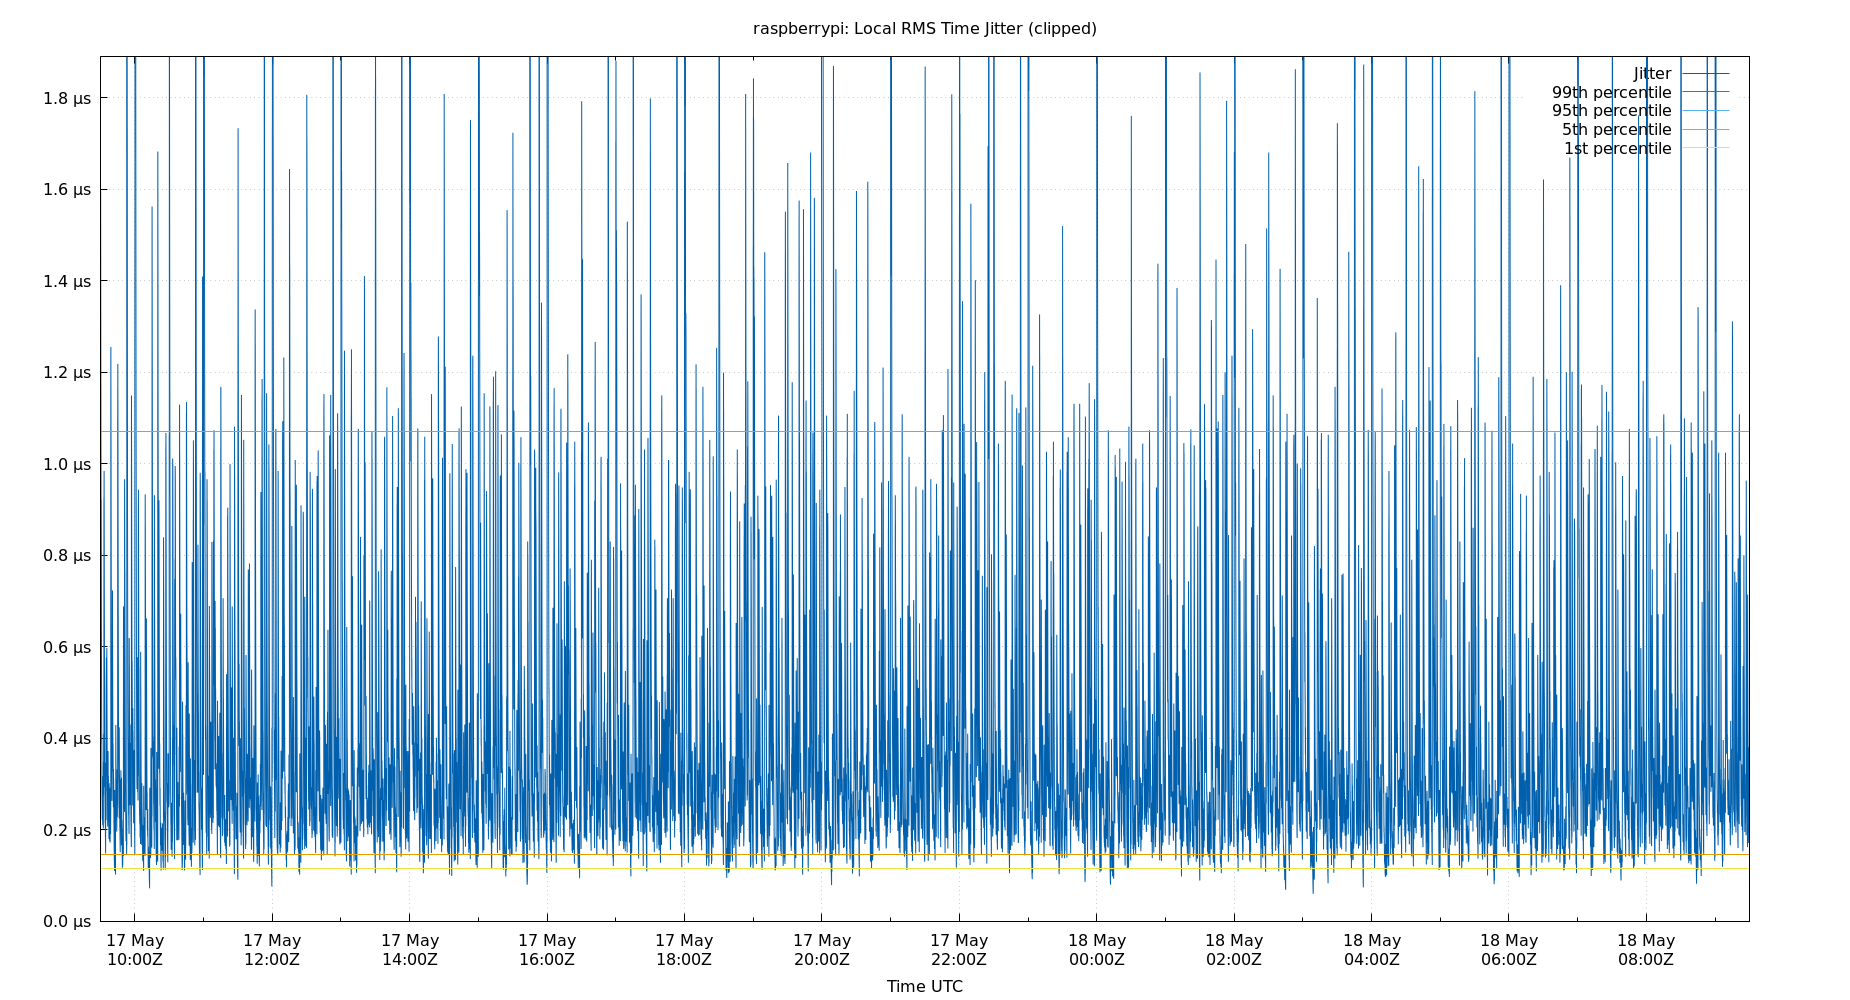 raspberrypi: Local RMS Time Jitter (clipped)
Jitter
99th percentile
95th percentile
5th percentile
1st percentile
1.8 µs
1.6 µs
1.4 µs
1.2 µs
1.0 µs
0.8 µs
0.6 µs
0.4 µs
0.2 µs
0.0 µs
17 May 17 May 17 May 17 May 17 May 17 May 17 May 18 May 18 May 18 May 18 May 18 May
10:00Z 12:00Z 14:00Z 16:00Z 18:00Z 20:00Z 22:00Z 00:00Z 02:00Z 04:00Z 06:00Z 08:00Z
Time UTC